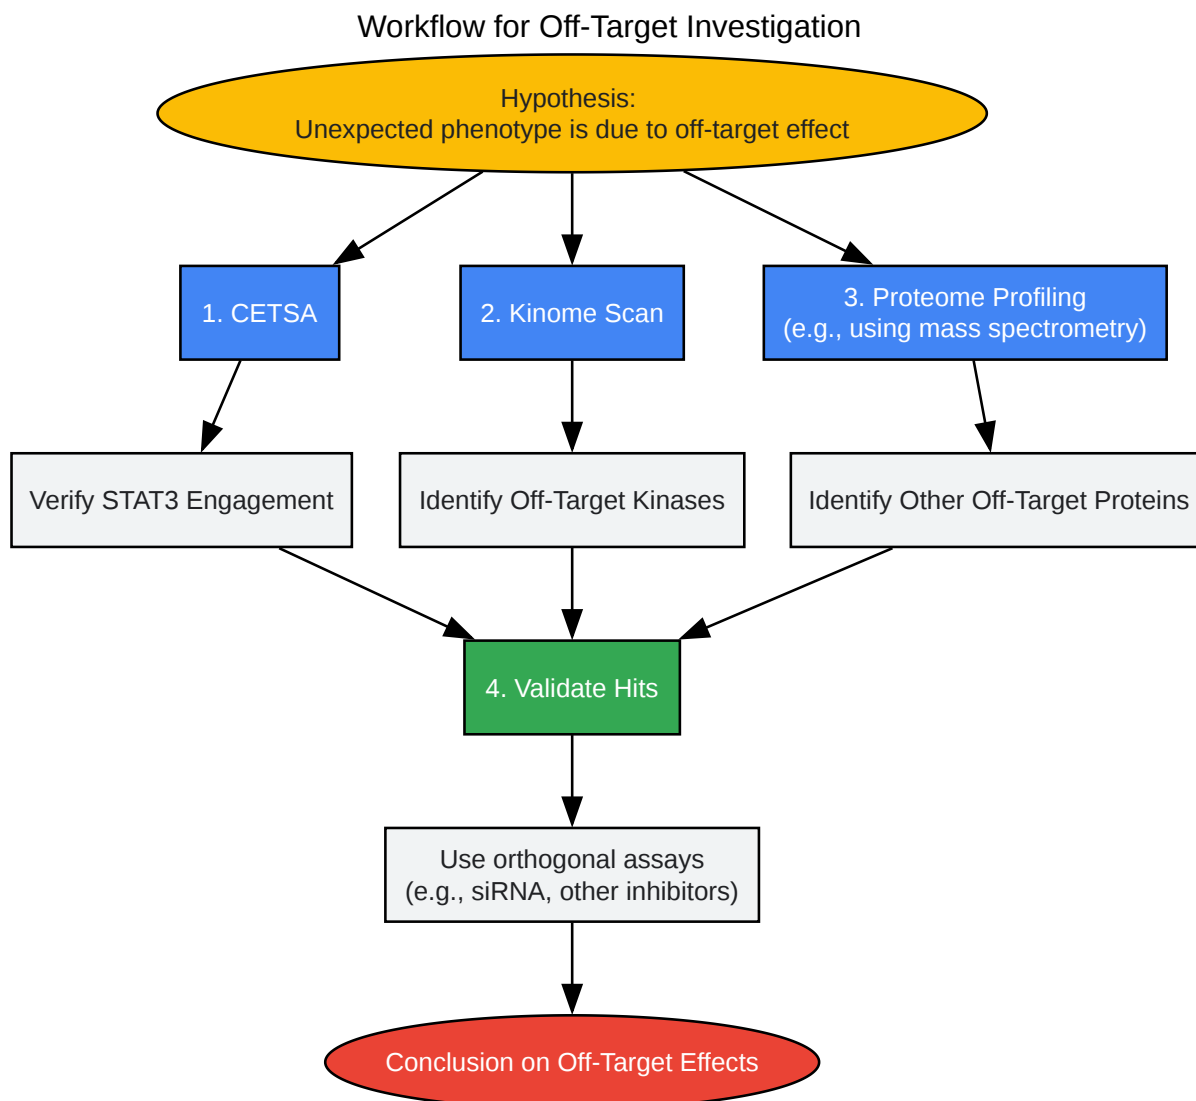 Workflow for Off-Target Investigation
Hypothesis:
Unexpected phenotype is due to off-target effect
1. CETSA
2. Kinome Scan
3. Proteome Profiling
(e.g., using mass spectrometry)
Verify STAT3 Engagement
Identify Off-Target Kinases
Identify Other Off-Target Proteins
4. Validate Hits
Use orthogonal assays
(e.g., siRNA, other inhibitors)
Conclusion on Off-Target Effects